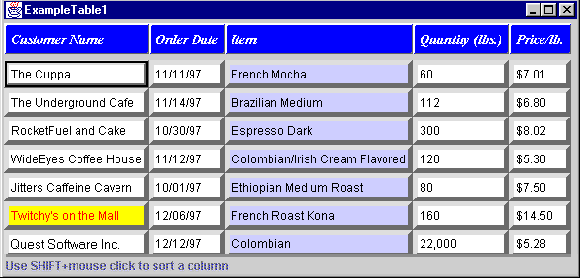 ExampleTable1
Customer Name Order Date Item Quantity (lbs.) Price/lb.
The Cuppa 11/11/97 French Mocha 60 $7.01
The Underground Cafe 11/14/97 Brazilian Medium 112 $6.80
RocketFuel and Cake 10/30/97 Espresso Dark 300 $8.02
WideEyes Coffee House 11/12/97 Colombian/Irish Cream Flavored 120 $5.30
Jitters Caffeine Cavern 10/01/97 Ethiopian Medium Roast 80 $7.50
Twitchy's on the Mall 12/06/97 French Roast Kona 160 $14.50
Quest Software Inc. 12/12/97 Colombian 22,000 $5.28
Use SHIFT+mouse click to sort a column